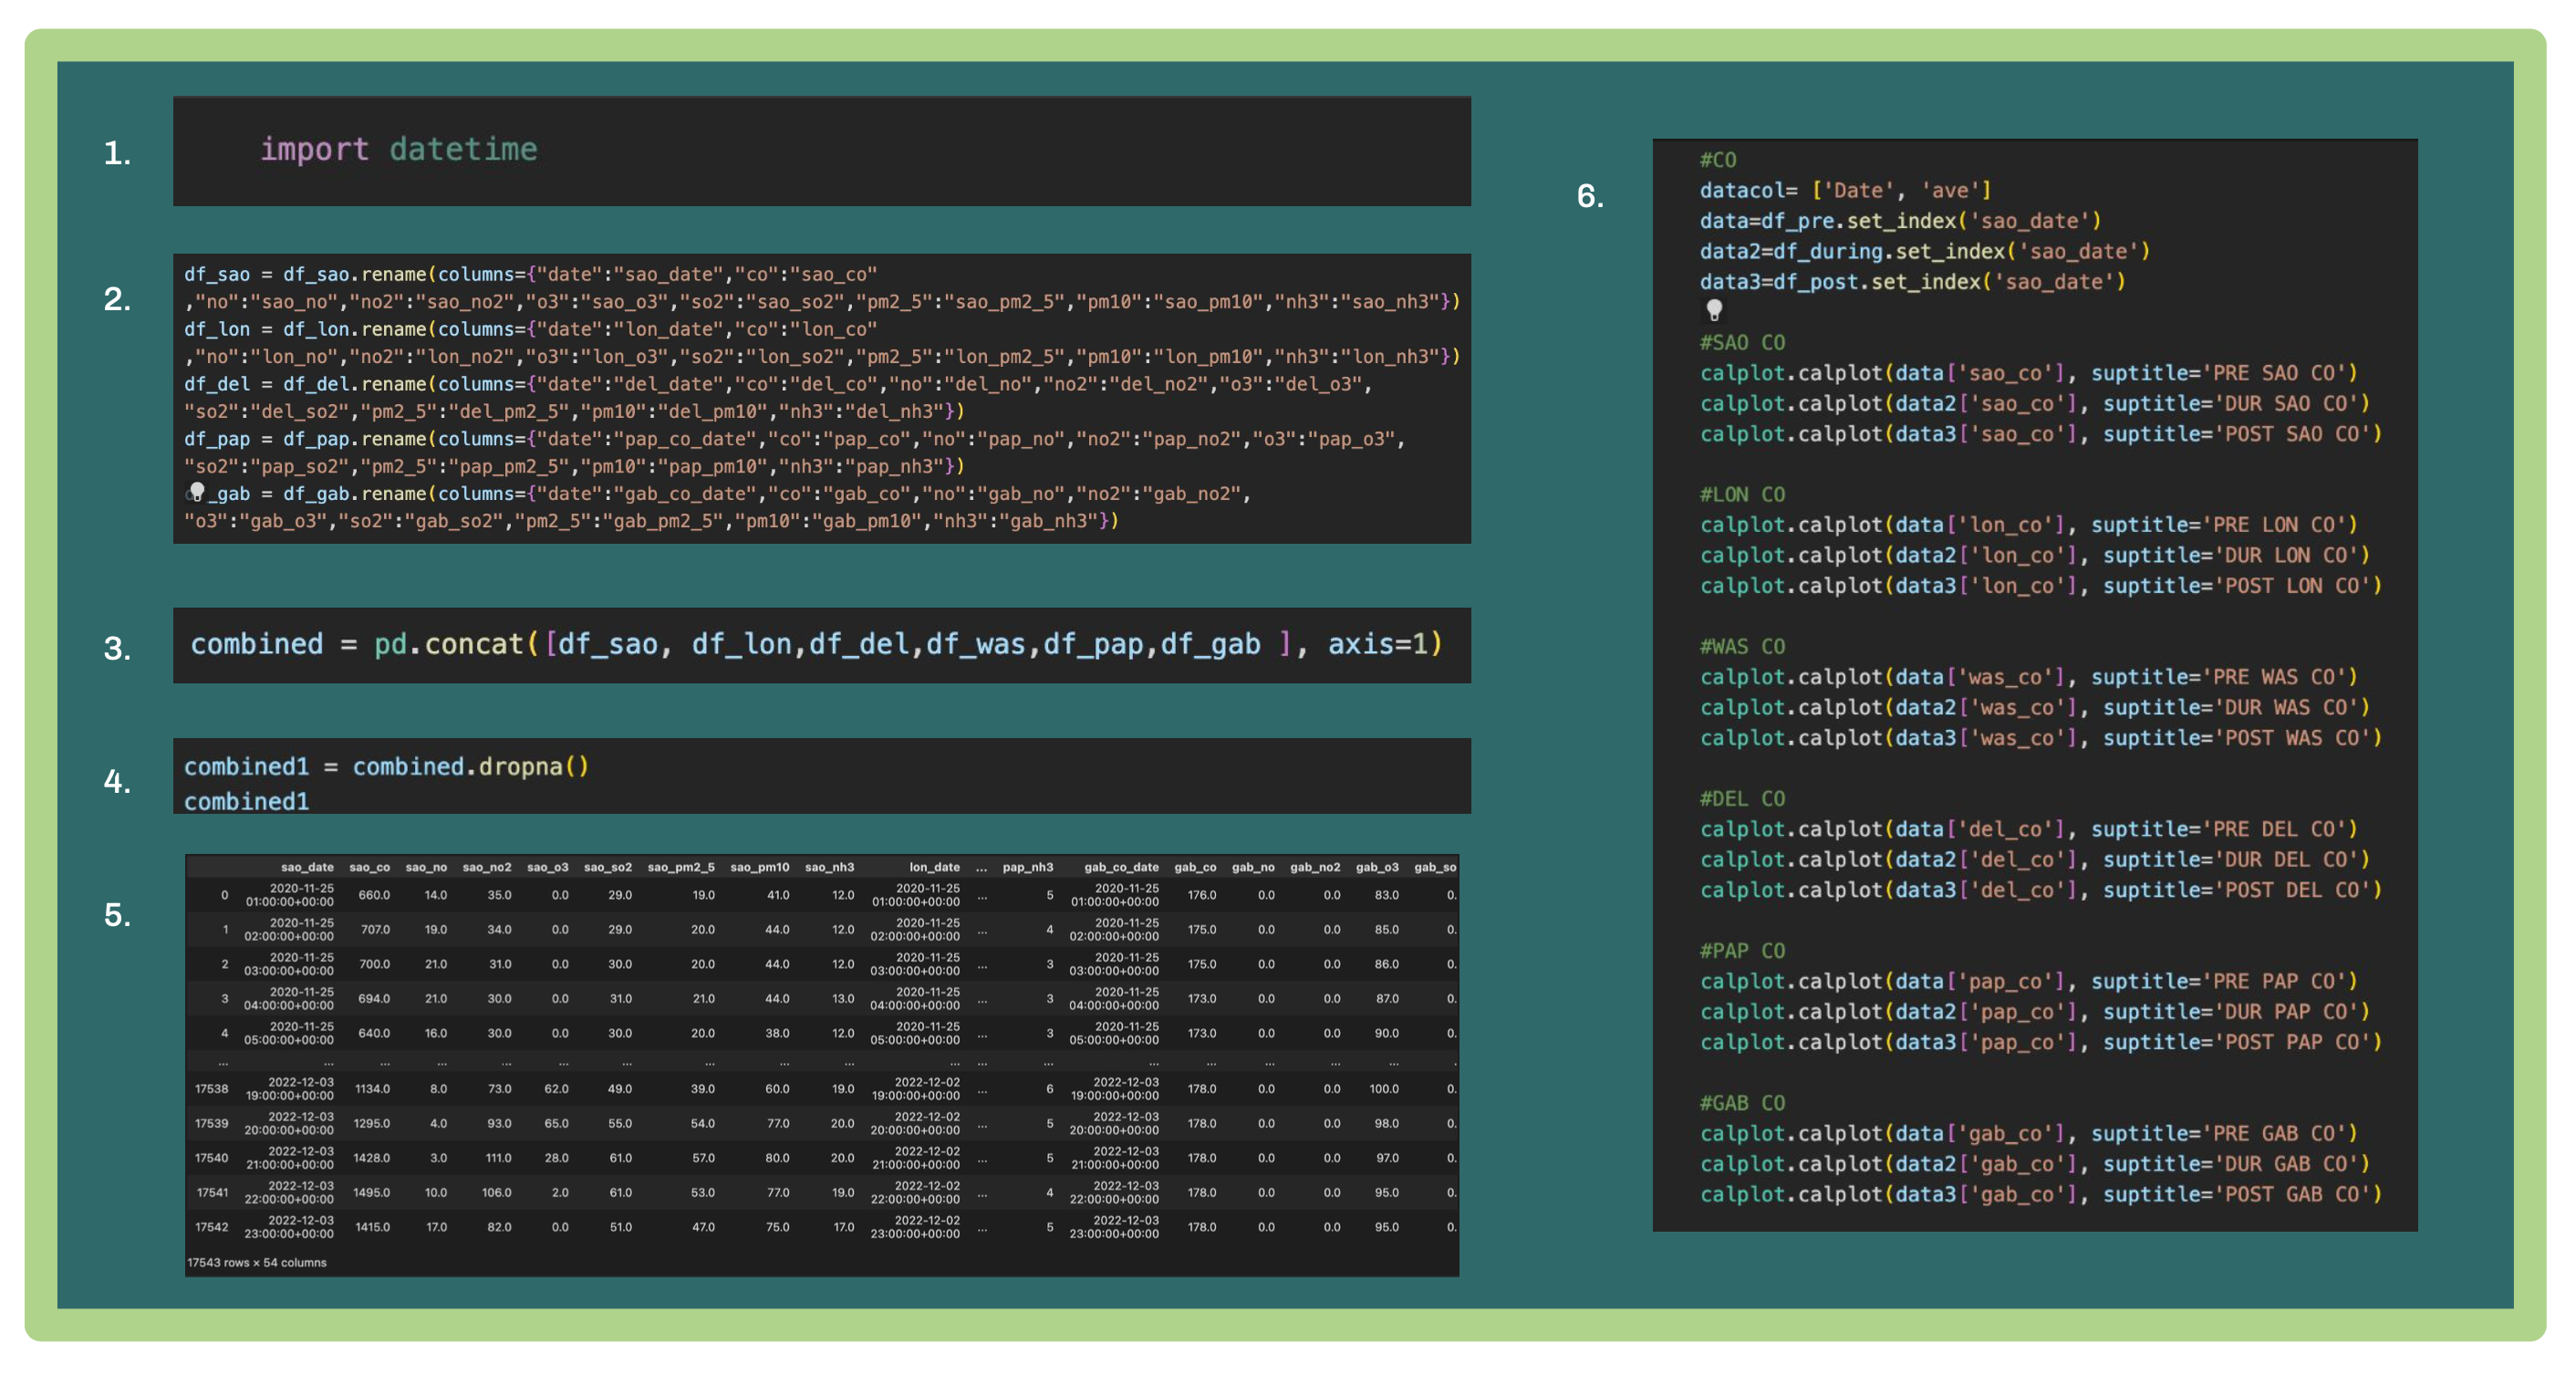 1.
import datetime
2.
df_sao = df_sao.rename(columns={"date":"sao_date","co":"sao_co"
,"no":"sao_no","no2":"sao_no2","o3":"sao_o3","so2":"sao_so2","pm2_5":"sao_pm2_5","pm10":"sao_pm10","nh3":"sao_nh3"})
df_lon = df_lon.rename(columns={"date":"lon_date","co":"lon_co"
,"no":"lon_no","no2":"lon_no2","o3":"lon_o3","so2":"lon_so2","pm2_5":"lon_pm2_5","pm10":"lon_pm10","nh3":"lon_nh3"})
df_del = df_del.rename(columns={"date":"del_date","co":"del_co","no":"del_no","no2":"del_no2","o3":"del_o3",
"so2":"del_so2","pm2_5":"del_pm2_5","pm10":"del_pm10","nh3":"del_nh3"})
df_pap = df_pap.rename(columns={"date":"pap_co_date","co":"pap_co","no":"pap_no","no2":"pap_no2","o3":"pap_o3",
"so2":"pap_so2","pm2_5":"pap_pm2_5","pm10":"pap_pm10","nh3":"pap_nh3"})
_gab = df_gab.rename(columns={"date":"gab_co_date","co":"gab_co","no":"gab_no","no2":"gab_no2",
"o3":"gab_o3","so2":"gab_so2","pm2_5":"gab_pm2_5","pm10":"gab_pm10","nh3":"gab_nh3"})
3.
combined = pd.concat([df_sao, df_lon,df_del,df_was,df_pap,df_gab ], axis=1)
4.
combined1 = combined.dropna()
combined1
5.
sao_date sao_co sao_no sao_no2 sao_o3 sao_so2 sao_pm2_5 sao_pm10 sao_nh3 lon_date ... pap_nh3 gab_co_date gab_co gab_no gab_no2 gab_o3 gab_so
0 2020-11-25 01:00:00+00:00 660.0 14.0 35.0 0.0 29.0 19.0 41.0 12.0 2020-11-25 01:00:00+00:00 ... 5 2020-11-25 01:00:00+00:00 176.0 0.0 0.0 83.0 0.
1 2020-11-25 02:00:00+00:00 707.0 19.0 34.0 0.0 29.0 20.0 44.0 12.0 2020-11-25 02:00:00+00:00 ... 4 2020-11-25 02:00:00+00:00 175.0 0.0 0.0 85.0 0.
2 2020-11-25 03:00:00+00:00 700.0 21.0 31.0 0.0 30.0 20.0 44.0 12.0 2020-11-25 03:00:00+00:00 ... 3 2020-11-25 03:00:00+00:00 175.0 0.0 0.0 86.0 0.
3 2020-11-25 04:00:00+00:00 694.0 21.0 30.0 0.0 31.0 21.0 44.0 13.0 2020-11-25 04:00:00+00:00 ... 3 2020-11-25 04:00:00+00:00 173.0 0.0 0.0 87.0 0.
4 2020-11-25 05:00:00+00:00 640.0 16.0 30.0 0.0 30.0 20.0 38.0 12.0 2020-11-25 05:00:00+00:00 ... 3 2020-11-25 05:00:00+00:00 173.0 0.0 0.0 90.0 0.
... ... ... ... ... ... ... ... ... ... ... ... ... ... ... ... ... ... .
17538 2022-12-03 19:00:00+00:00 1134.0 8.0 73.0 62.0 49.0 39.0 60.0 19.0 2022-12-02 19:00:00+00:00 ... 6 2022-12-03 19:00:00+00:00 178.0 0.0 0.0 100.0 0.
17539 2022-12-03 20:00:00+00:00 1295.0 4.0 93.0 65.0 55.0 54.0 77.0 20.0 2022-12-02 20:00:00+00:00 ... 5 2022-12-03 20:00:00+00:00 178.0 0.0 0.0 98.0 0.
17540 2022-12-03 21:00:00+00:00 1428.0 3.0 111.0 28.0 61.0 57.0 80.0 20.0 2022-12-02 21:00:00+00:00 ... 5 2022-12-03 21:00:00+00:00 178.0 0.0 0.0 97.0 0.
17541 2022-12-03 22:00:00+00:00 1495.0 10.0 106.0 2.0 61.0 53.0 77.0 19.0 2022-12-02 22:00:00+00:00 ... 4 2022-12-03 22:00:00+00:00 178.0 0.0 0.0 95.0 0.
17542 2022-12-03 23:00:00+00:00 1415.0 17.0 82.0 0.0 51.0 47.0 75.0 17.0 2022-12-02 23:00:00+00:00 ... 5 2022-12-03 23:00:00+00:00 178.0 0.0 0.0 95.0 0.
17543 rows × 54 columns
6.
#CO
datacol= ['Date', 'ave']
data=df_pre.set_index('sao_date')
data2=df_during.set_index('sao_date')
data3=df_post.set_index('sao_date')
#SAO CO
calplot.calplot(data['sao_co'], suptitle='PRE SAO CO')
calplot.calplot(data2['sao_co'], suptitle='DUR SAO CO')
calplot.calplot(data3['sao_co'], suptitle='POST SAO CO')
#LON CO
calplot.calplot(data['lon_co'], suptitle='PRE LON CO')
calplot.calplot(data2['lon_co'], suptitle='DUR LON CO')
calplot.calplot(data3['lon_co'], suptitle='POST LON CO')
#WAS CO
calplot.calplot(data['was_co'], suptitle='PRE WAS CO')
calplot.calplot(data2['was_co'], suptitle='DUR WAS CO')
calplot.calplot(data3['was_co'], suptitle='POST WAS CO')
#DEL CO
calplot.calplot(data['del_co'], suptitle='PRE DEL CO')
calplot.calplot(data2['del_co'], suptitle='DUR DEL CO')
calplot.calplot(data3['del_co'], suptitle='POST DEL CO')
#PAP CO
calplot.calplot(data['pap_co'], suptitle='PRE PAP CO')
calplot.calplot(data2['pap_co'], suptitle='DUR PAP CO')
calplot.calplot(data3['pap_co'], suptitle='POST PAP CO')
#GAB CO
calplot.calplot(data['gab_co'], suptitle='PRE GAB CO')
calplot.calplot(data2['gab_co'], suptitle='DUR GAB CO')
calplot.calplot(data3['gab_co'], suptitle='POST GAB CO')